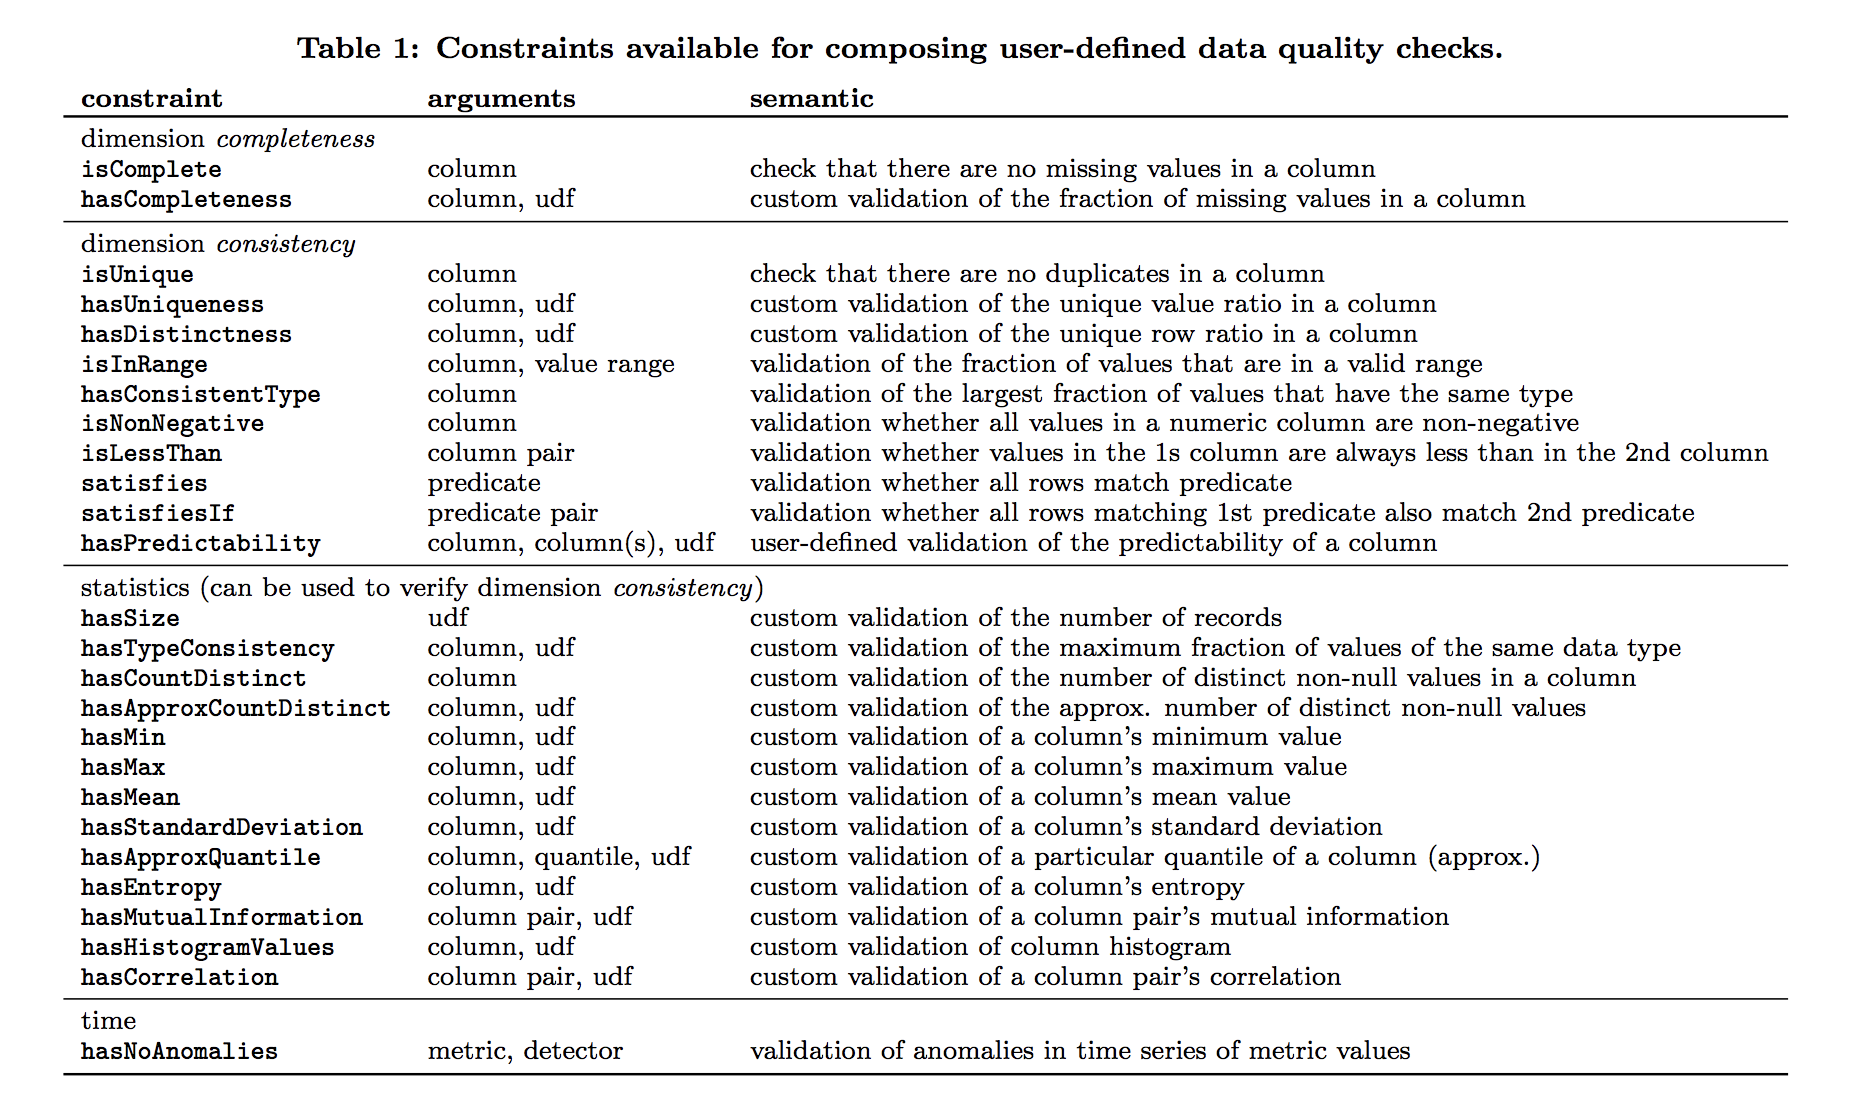 Table 1: Constraints available for composing user-defined data quality checks.
constraint arguments semantic
dimension completeness
isComplete column check that there are no missing values in a column
hasCompleteness column, udf custom validation of the fraction of missing values in a column
dimension consistency
isUnique column check that there are no duplicates in a column
hasUniqueness column, udf custom validation of the unique value ratio in a column
hasDistinctness column, udf custom validation of the unique row ratio in a column
isInRange column, value range validation of the fraction of values that are in a valid range
hasConsistentType column validation of the largest fraction of values that have the same type
isNonNegative column validation whether all values in a numeric column are non-negative
isLessThan column pair validation whether values in the 1s column are always less than in the 2nd column
satisfies predicate validation whether all rows match predicate
satisfiesIf predicate pair validation whether all rows matching 1st predicate also match 2nd predicate
hasPredictability column, column(s), udf user-defined validation of the predictability of a column
statistics (can be used to verify dimension consistency)
hasSize udf custom validation of the number of records
hasTypeConsistency column, udf custom validation of the maximum fraction of values of the same data type
hasCountDistinct column custom validation of the number of distinct non-null values in a column
hasApproxCountDistinct column, udf custom validation of the approx. number of distinct non-null values
hasMin column, udf custom validation of a column's minimum value
hasMax column, udf custom validation of a column's maximum value
hasMean column, udf custom validation of a column's mean value
hasStandardDeviation column, udf custom validation of a column's standard deviation
hasApproxQuantile column, quantile, udf custom validation of a particular quantile of a column (approx.)
hasEntropy column, udf custom validation of a column's entropy
hasMutualInformation column pair, udf custom validation of a column pair's mutual information
hasHistogramValues column, udf custom validation of column histogram
hasCorrelation column pair, udf custom validation of a column pair's correlation
time
hasNoAnomalies metric, detector validation of anomalies in time series of metric values